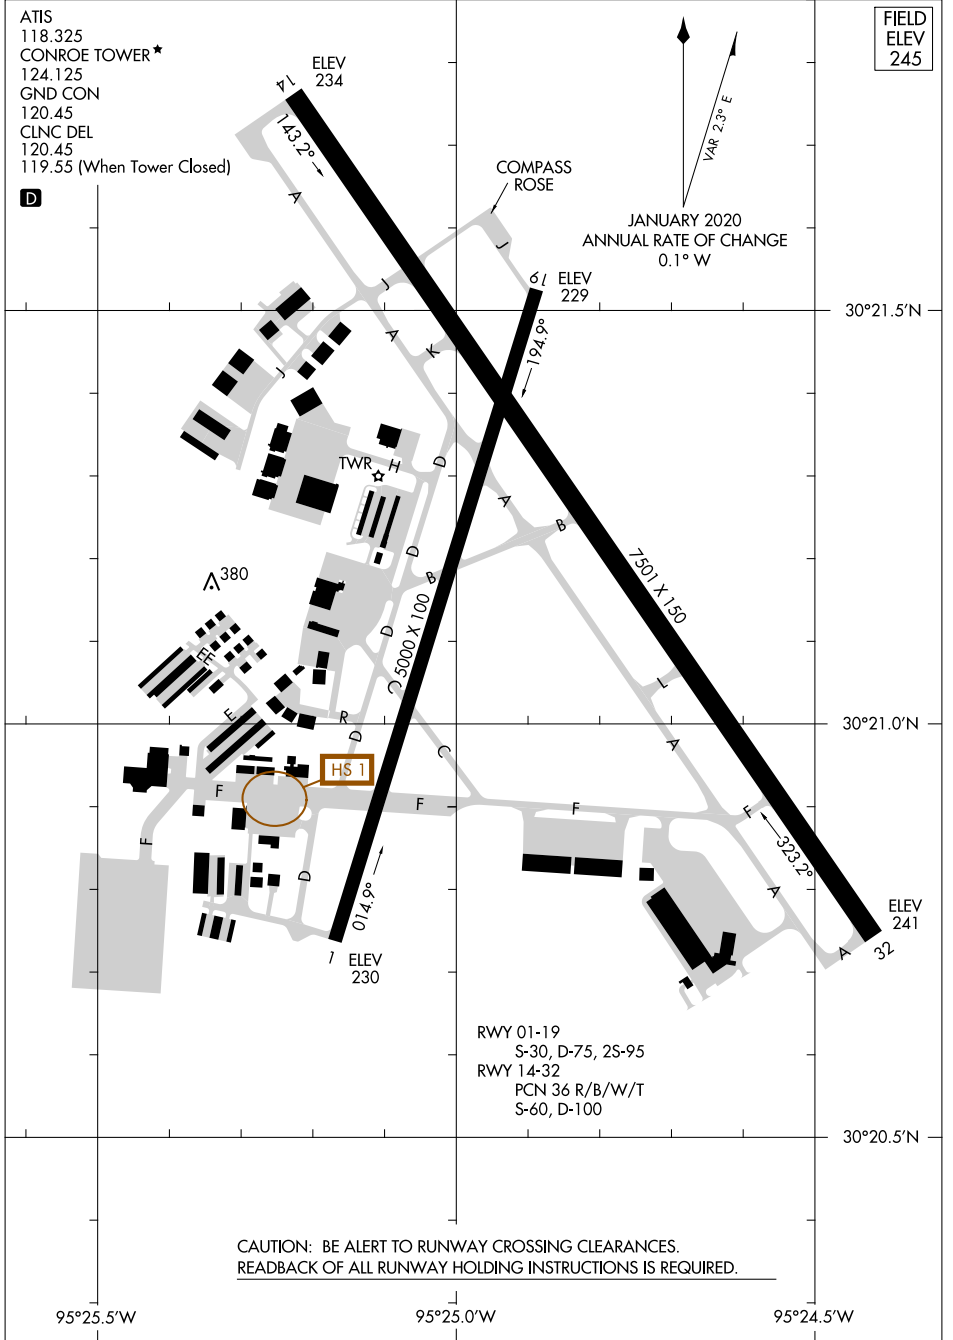 ATIS
118.325
CONROE TOWER★
124.125
GND CON
120.45
CLNC DEL
120.45
119.55 (When Tower Closed)
D
FIELD
ELEV
245
VAR 2.3° E
JANUARY 2020
ANNUAL RATE OF CHANGE
0.1° W
ELEV
234
14
143.2°
A
COMPASS
ROSE
J
19
ELEV
229
J
30°21.5'N
A
K
194.9°
J
TWR
H
D
A
B
D
B
7501 X 150
380
5000 X 100
D
EE
C
L
E
R
D
30°21.0'N
A
C
HS 1
F
F
F
F
F
323.2°
D
A
014.9°
ELEV
241
A
32
1
ELEV
230
RWY 01-19
S-30, D-75, 2S-95
RWY 14-32
PCN 36 R/B/W/T
S-60, D-100
30°20.5'N
CAUTION: BE ALERT TO RUNWAY CROSSING CLEARANCES.
READBACK OF ALL RUNWAY HOLDING INSTRUCTIONS IS REQUIRED.
95°25.5'W
95°25.0'W
95°24.5'W